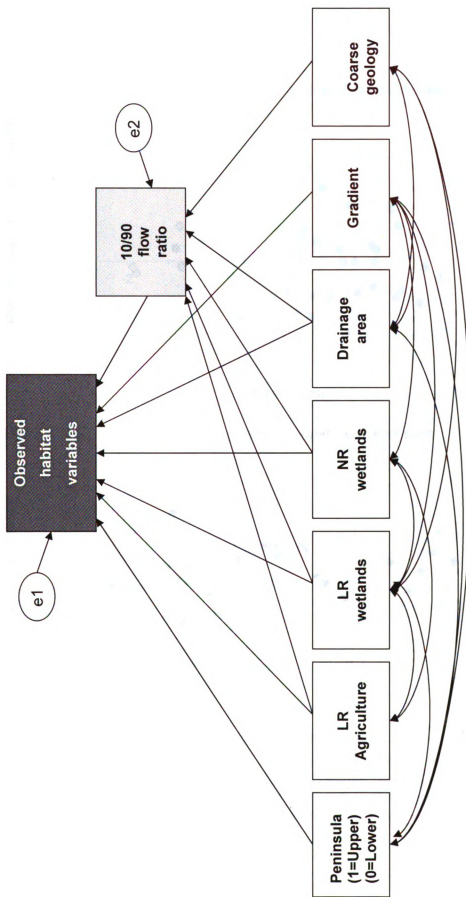 e1
Observed
habitat
variables
10/90
flow
ratio
e2
Peninsula
(1=Upper)
(0=Lower)
LR
Agriculture
LR
wetlands
NR
wetlands
Drainage
area
Gradient
Coarse
geology